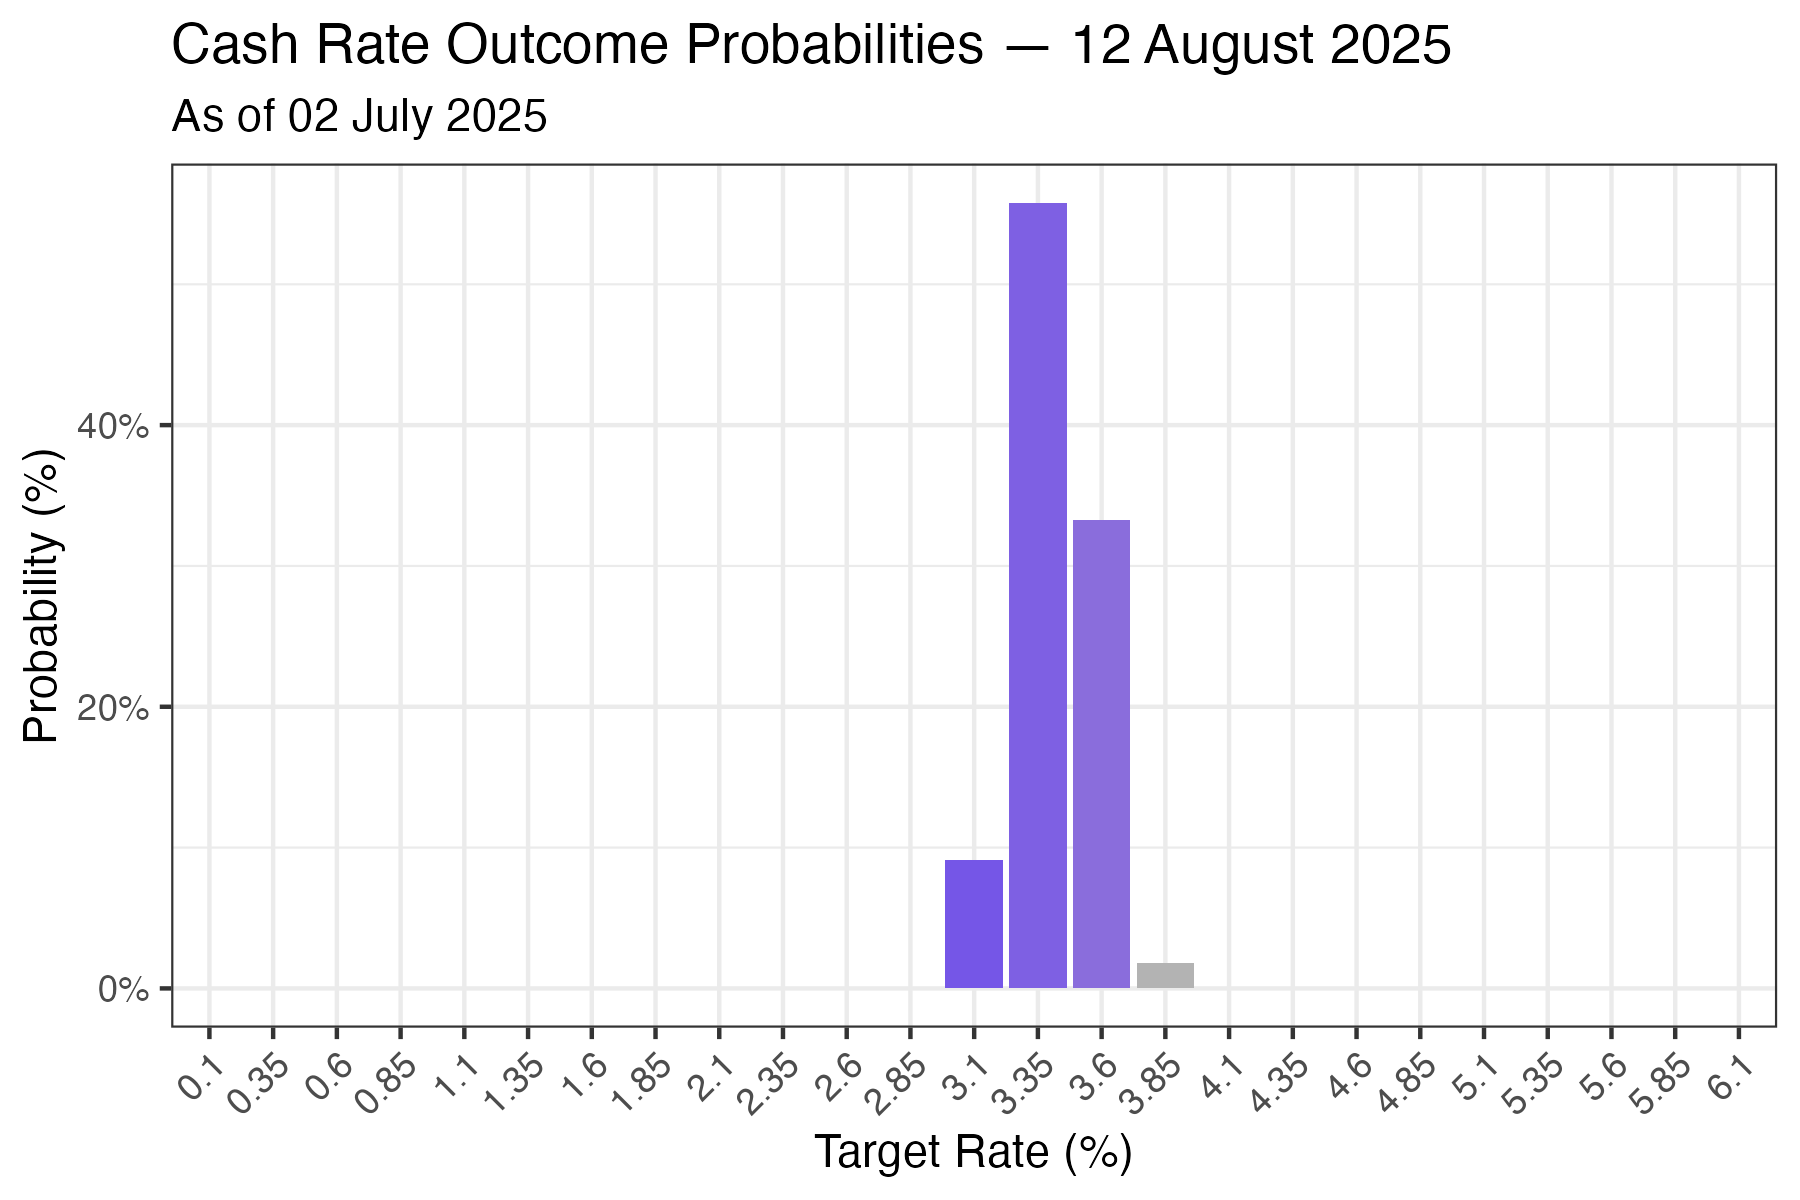 Cash Rate Outcome Probabilities — 12 August 2025
As of 02 July 2025
Probability (%)
40%
20%
0%
0.1 0.35 0.6 0.85 1.1 1.35 1.6 1.85 2.1 2.35 2.6 2.85 3.1 3.35 3.6 3.85 4.1 4.35 4.6 4.85 5.1 5.35 5.6 5.85 6.1
Target Rate (%)